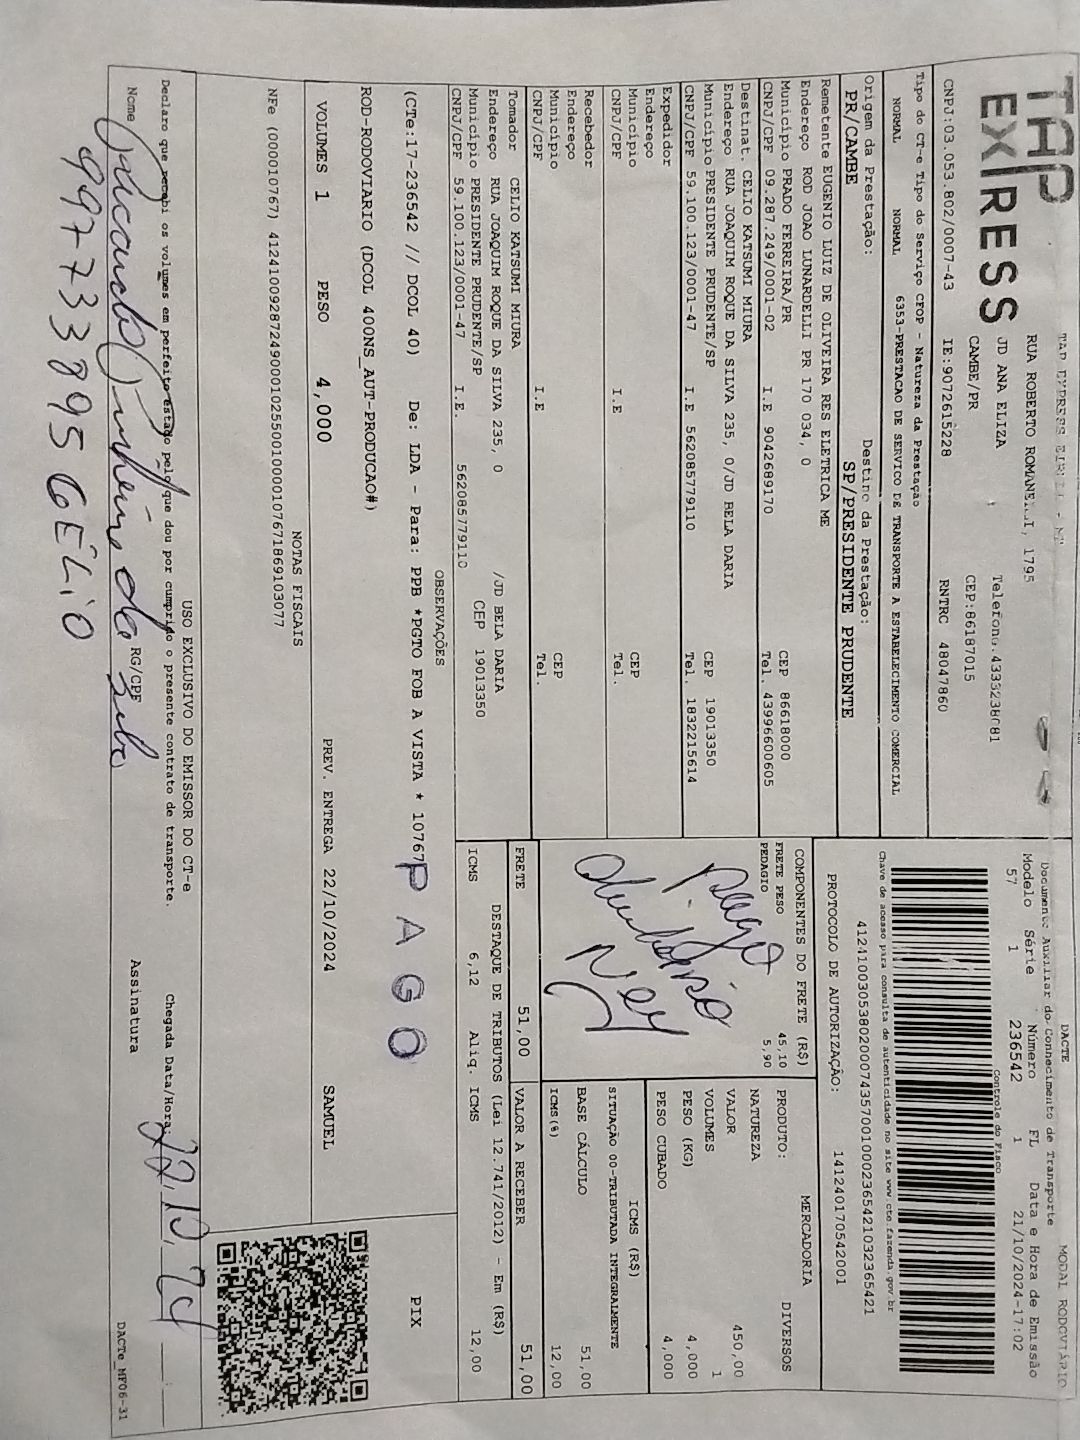 TAP EXPRESS EIRELI - ME
TAP
EXPRESS
RUA ROBERTO ROMANELLI, 1795
JD ANA ELIZA
Telefono.4333238081
CAMBE/PR
CEP:86187015
CNPJ:03.053.802/0007-43
IE:9072615228
RNTRC 48047860
Tipo do CT-e Tipo do Serviço CFOP - Natureza da Prestação
NORMAL NORMAL 6353-PRESTACAO DE SERVICO DE TRANSPORTE A ESTABELECIMENTO COMERCIAL
Origem da Prestação: Destino da Prestação:
PR/CAMBE SP/PRESIDENTE PRUDENTE
Remetente EUGENIO LUIZ DE OLIVEIRA RES ELETRICA ME
Endereço ROD JOAO LUNARDELLI PR 170 034, 0
Município PRADO FERREIRA/PR CEP 86618000
CNPJ/CPF 09.287.249/0001-02 I.E 9042689170 Tel. 43996600605
Destinat. CELIO KATSUMI MIURA
Endereço RUA JOAQUIM ROQUE DA SILVA 235, 0/JD BELA DARIA
Município PRESIDENTE PRUDENTE/SP CEP 19013350
CNPJ/CPF 59.100.123/0001-47 I.E 562085779110 Tel. 1832215614
Expedidor
Endereço
Município CEP
CNPJ/CPF I.E Tel.
Recebedor
Endereço
Município CEP
CNPJ/CPF I.E Tel.
Tomador CELIO KATSUMI MIURA
Endereço RUA JOAQUIM ROQUE DA SILVA 235, 0 /JD BELA DARIA
Município PRESIDENTE PRUDENTE/SP CEP 19013350
CNPJ/CPF 59.100.123/0001-47 I.E. 562085779110
DACTE MODAL RODOVIÁRIO
Documento Auxiliar do Conhecimento de Transporte
Modelo Série Número FL Data e Hora de Emissão
57 1 236542 1 21/10/2024-17:02
Controle do Fisco
Chave de acesso para consulta de autenticidade no site www.cte.fazenda.gov.br
41241003053802000743570010002365421032365421
PROTOCOLO DE AUTORIZAÇÃO: 141240170542001
COMPONENTES DO FRETE (R$)
FRETE PESO 45,10
PEDAGIO 5,90
pago
Ney
PRODUTO: MERCADORIA
NATUREZA DIVERSOS
VALOR 450,00
VOLUMES 1
PESO (KG) 4,000
PESO CUBADO 4,000
ICMS (R$)
SITUAÇÃO 00-TRIBUTADA INTEGRALMENTE
BASE CÁLCULO 51,00
ICMS(%) 12,00
FRETE 51,00 VALOR A RECEBER 51,00
DESTAQUE DE TRIBUTOS (Lei 12.741/2012) - Em (R$)
ICMS 6,12 Aliq. ICMS 12,00
OBSERVAÇÕES
(CTe:17-236542 // DCOL 40) De: LDA - Para: PPB *PGTO FOB A VISTA * 10767
PAGO
PIX
ROD-RODOVIARIO (DCOL 400NS_AUT-PRODUCAO#)
VOLUMES 1 PESO 4,000 PREV. ENTREGA 22/10/2024 SAMUEL
NOTAS FISCAIS
NFe (000010767) 41241009287249000102550010000107671869103077
USO EXCLUSIVO DO EMISSOR DO CT-e
Declaro que recebi os volumes em perfeito estado pelo que dou por cumprido o presente contrato de transporte.
Chegada Data/Hora: 22.10.24
Nome RG/CPF Assinatura
da Silva
997733895 CÉLIO
DACTe_MF06-31